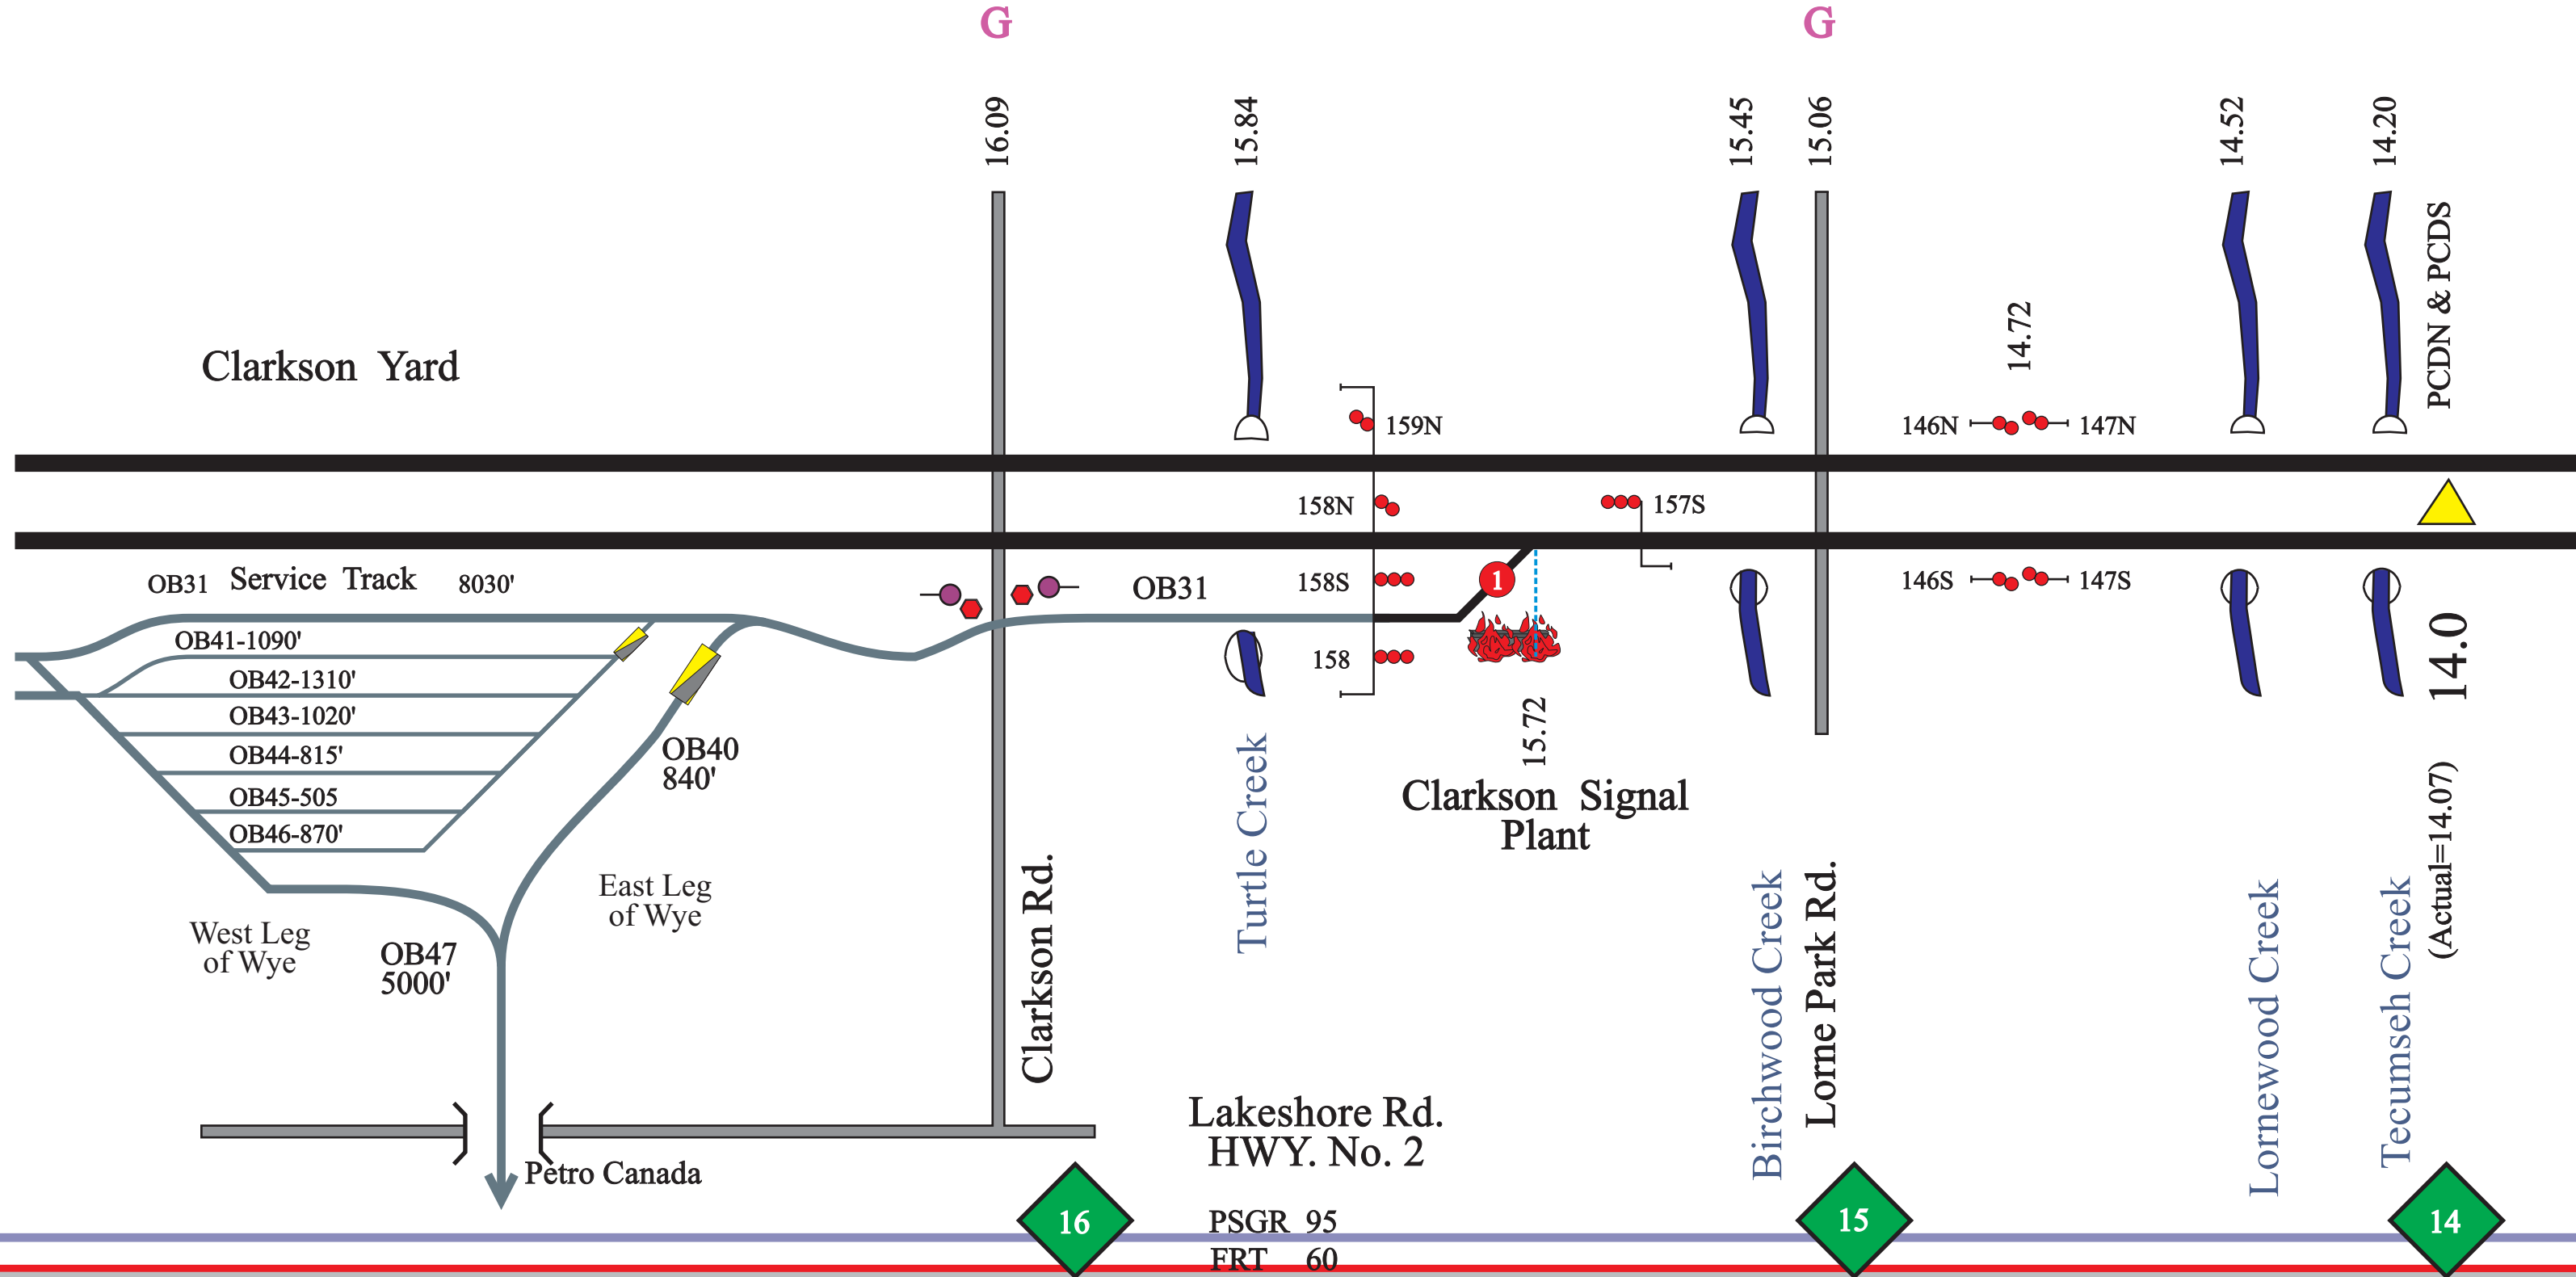 G
G
16.09
15.84
15.45
15.06
14.52
14.20
PCDN & PCDS
14.72
Clarkson Yard
159N
146N
147N
158N
157S
OB31 Service Track 8030'
OB31
158S
1
146S
147S
OB41-1090'
158
14.0
OB42-1310'
OB43-1020'
OB44-815'
OB45-505
OB46-870'
OB40
840'
15.72
Turtle Creek
Clarkson Signal
Plant
(Actual=14.07)
East Leg
of Wye
West Leg
of Wye
OB47
5000'
Clarkson Rd.
Birchwood Creek
Lorne Park Rd.
Lornewood Creek
Tecumseh Creek
Lakeshore Rd.
HWY. No. 2
Petro Canada
16
PSGR 95
FRT 60
15
14